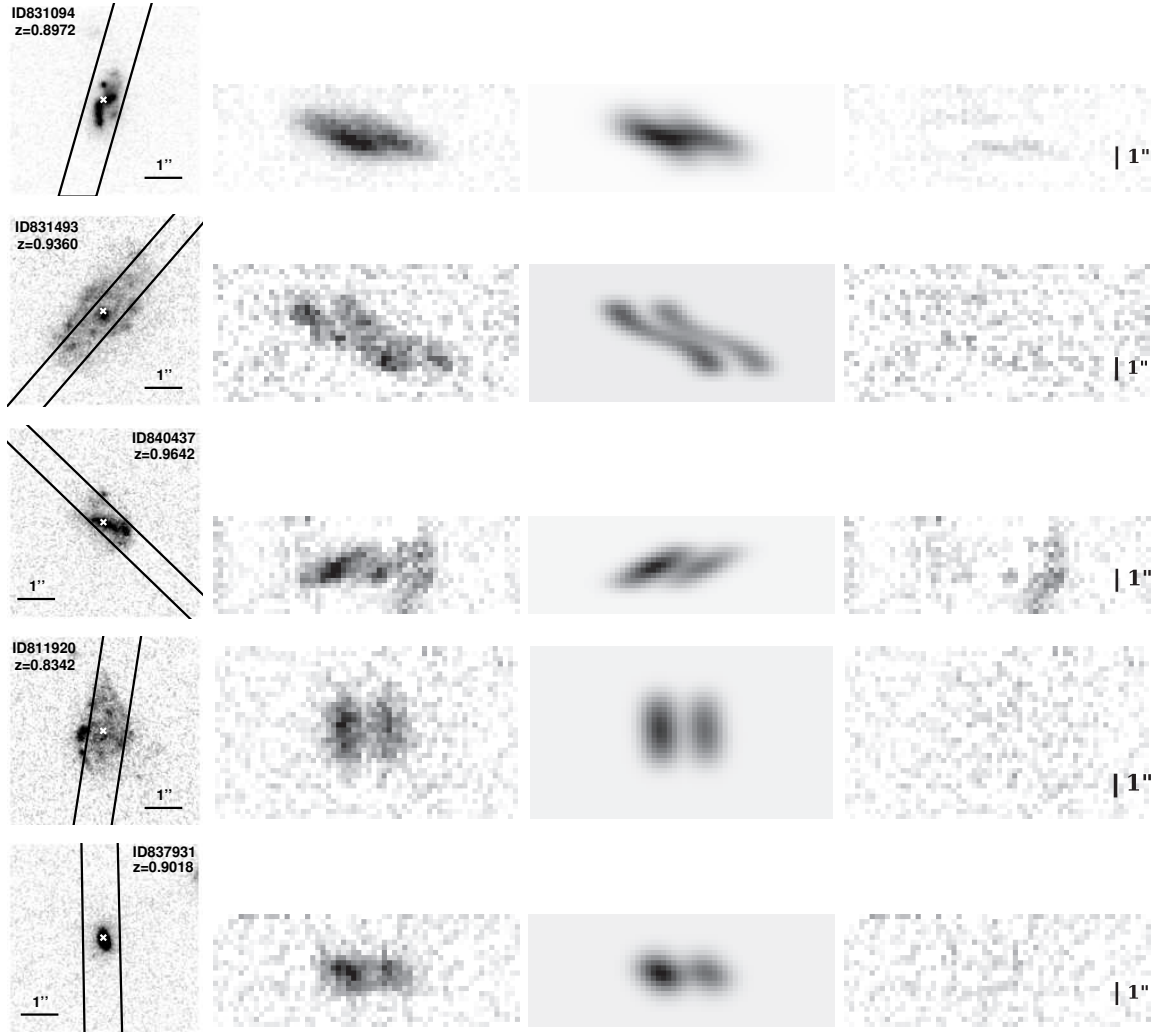 ID831094
z=0.8972
1’’
1"
ID831493
z=0.9360
1’’
1"
ID840437
z=0.9642
1’’
1"
ID811920
z=0.8342
1’’
1"
ID837931
z=0.9018
1’’
1"